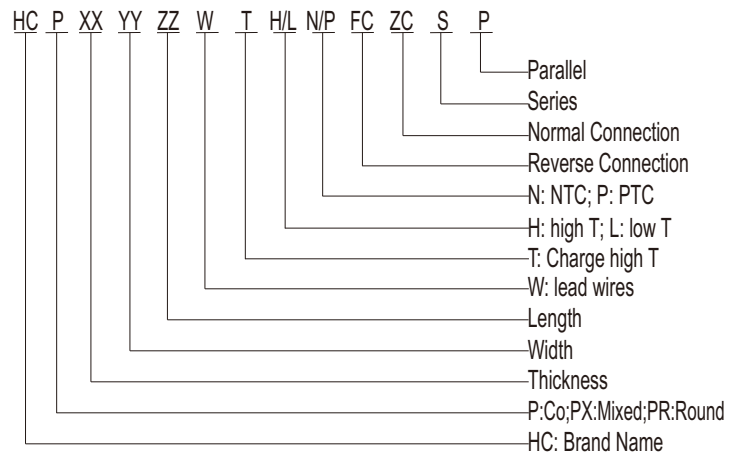 HC P XX YY ZZ W T H/L N/P FC ZC S P
Parallel
Series
Normal Connection
Reverse Connection
N: NTC; P: PTC
H: high T; L: low T
T: Charge high T
W: lead wires
Length
Width
Thickness
P:Co;PX:Mixed;PR:Round
HC: Brand Name